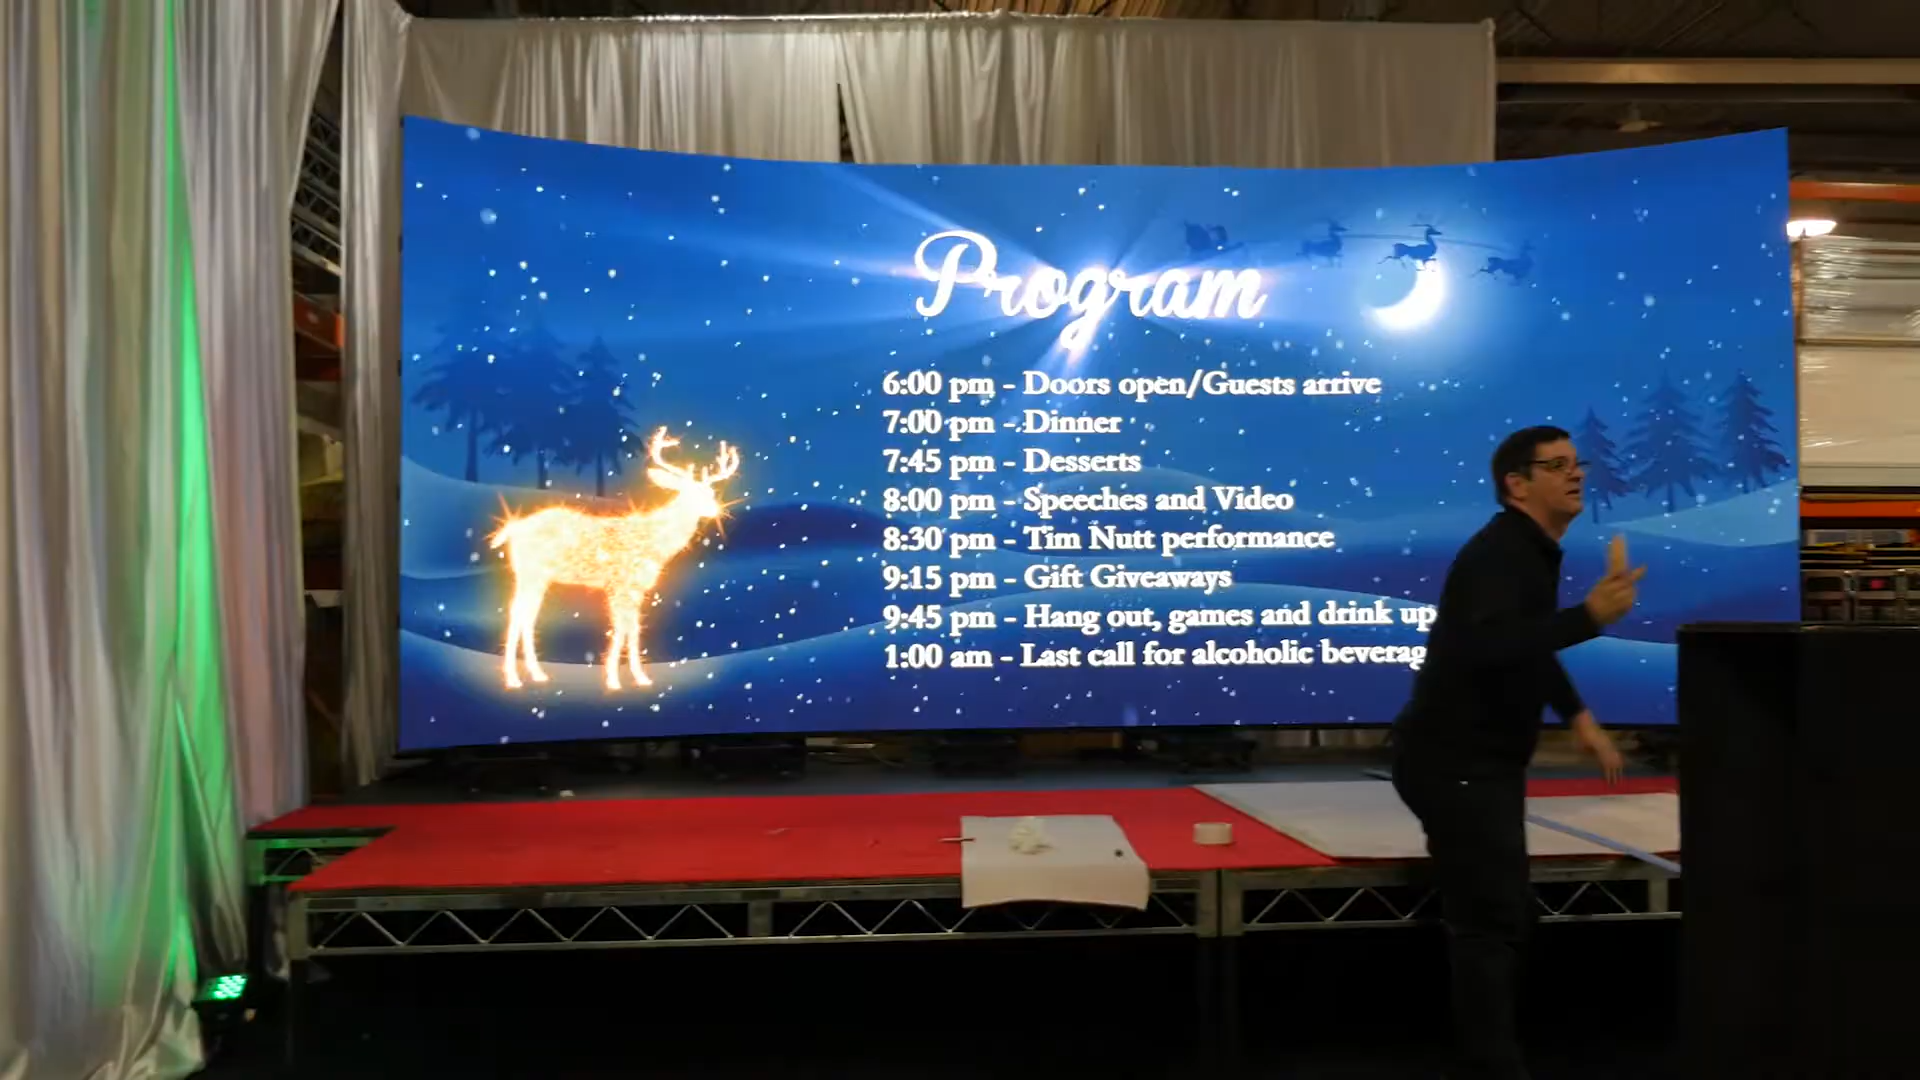 Program
6:00 pm - Doors open/Guests arrive
7:00 pm - Dinner
7:45 pm - Desserts
8:00 pm - Speeches and Video
8:30 pm - Tim Nutt performance
9:15 pm - Gift Giveaways
9:45 pm - Hang out, games and drink up
1:00 am - Last call for alcoholic